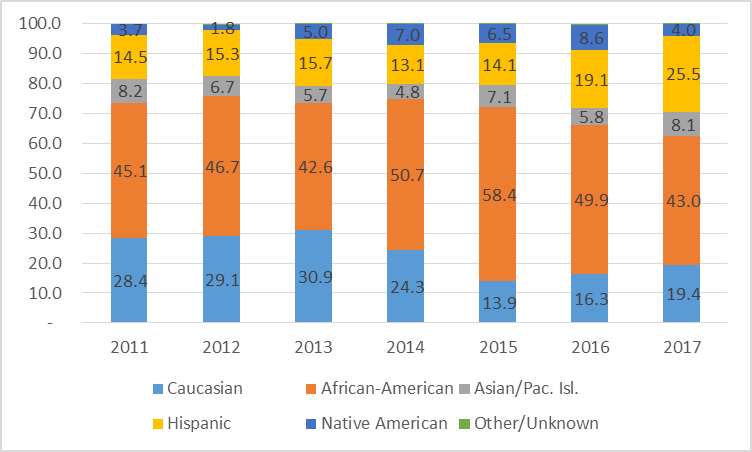 100.0
90.0
80.0
70.0
60.0
50.0
40.0
30.0
20.0
10.0
-
3.7 1.8 5.0 7.0 6.5 8.6 4.0
14.5 15.3 15.7 13.1 14.1 19.1 25.5
8.2 6.7 5.7 4.8 7.1 5.8 8.1
45.1 46.7 42.6 50.7 58.4 49.9 43.0
28.4 29.1 30.9 24.3 13.9 16.3 19.4
2011 2012 2013 2014 2015 2016 2017
Caucasian African-American Asian/Pac. Isl.
Hispanic Native American Other/Unknown